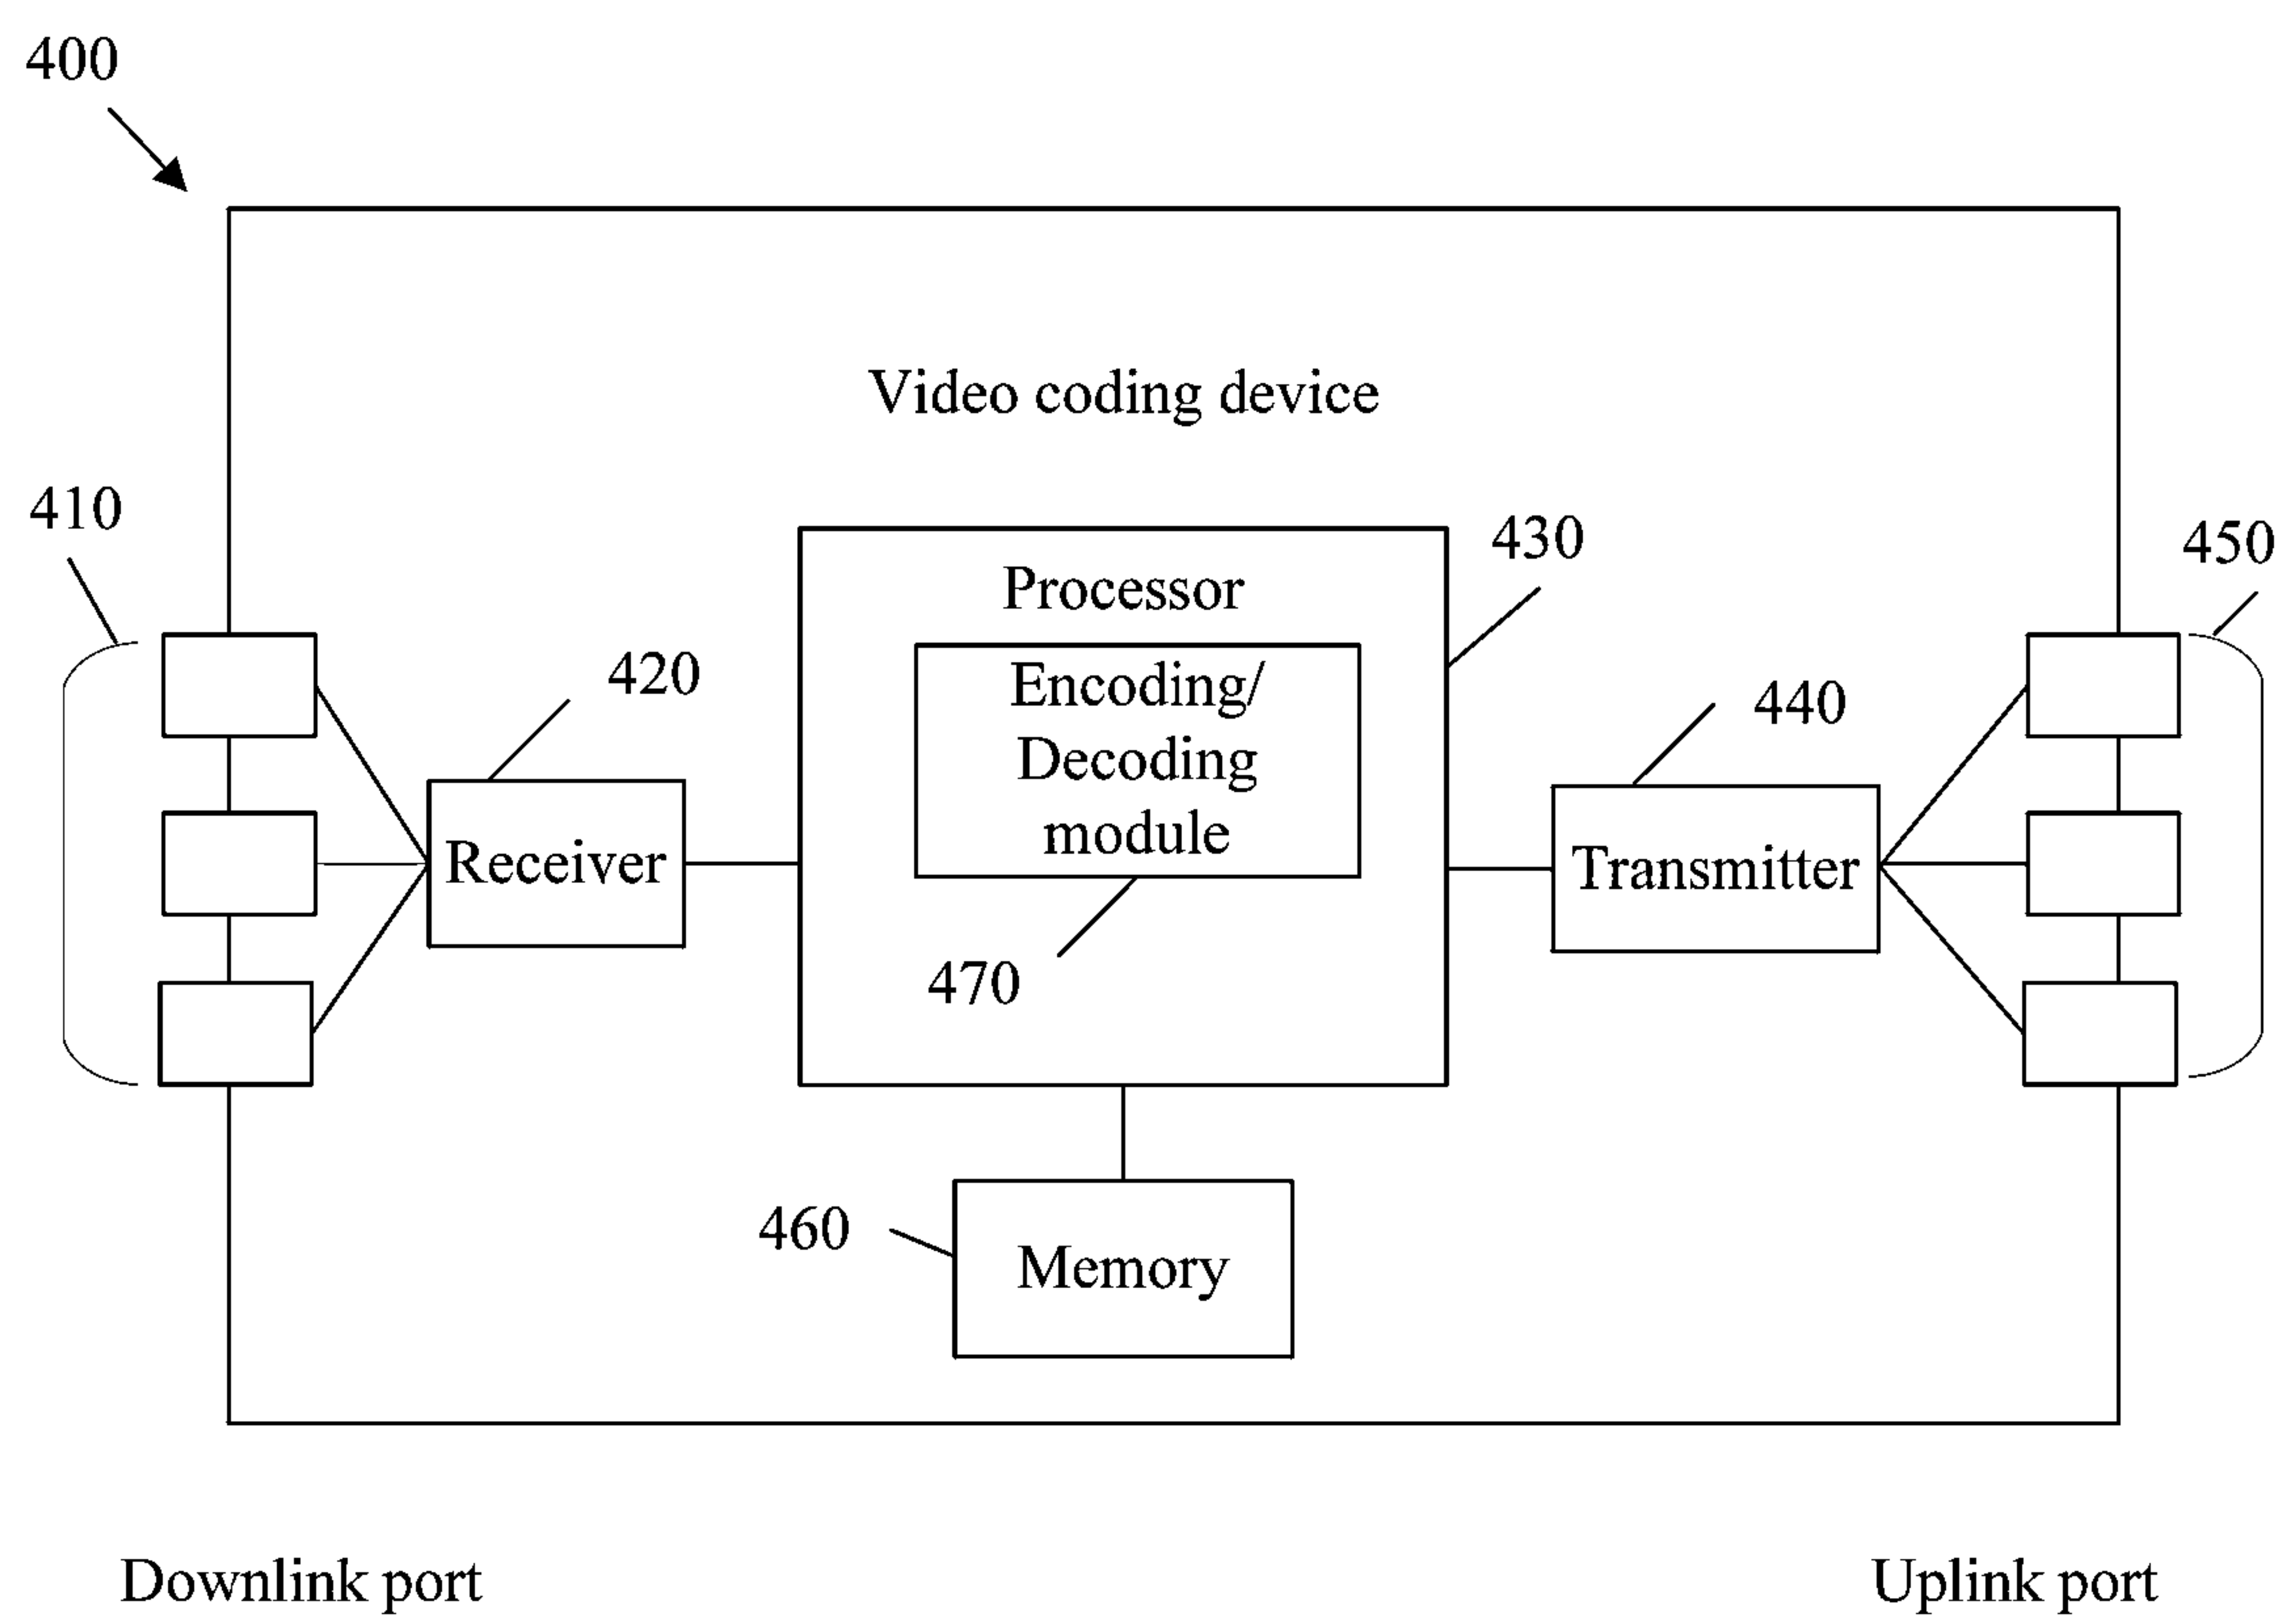 400
Video coding device
410
430
450
Processor
Encoding/
Decoding
module
420
440
Receiver
Transmitter
470
460
Memory
Downlink port
Uplink port